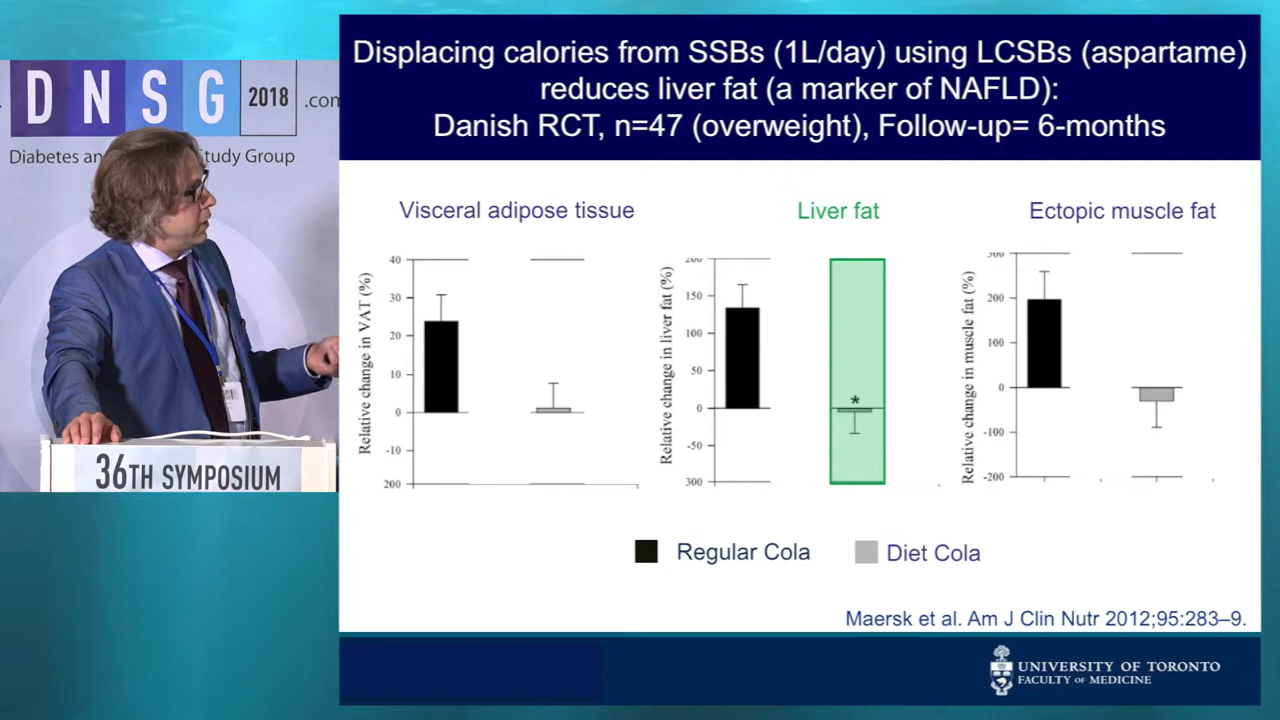 DNSG 2018 .com
Diabetes an tudy Group
36TH SYMPOSIUM
Displacing calories from SSBs (1L/day) using LCSBs (aspartame)
reduces liver fat (a marker of NAFLD):
Danish RCT, n=47 (overweight), Follow-up= 6-months
Visceral adipose tissue
Relative change in VAT (%)
40
30
20
10
0
-10
200
Liver fat
Relative change in liver fat (%)
200
150
100
50
0
-50
300
*
Ectopic muscle fat
Relative change in muscle fat (%)
300
200
100
0
-100
-200
Regular Cola
Diet Cola
Maersk et al. Am J Clin Nutr 2012;95:283–9.
UNIVERSITY OF TORONTO
FACULTY OF MEDICINE